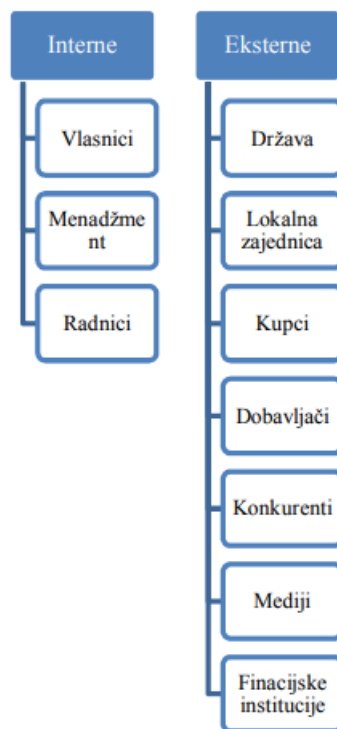 Interne
Vlasnici
Menadžme
nt
Radnici
Eksterne
Država
Lokalna
zajednica
Kupci
Dobavljači
Konkurenti
Mediji
Finacijske
institucije